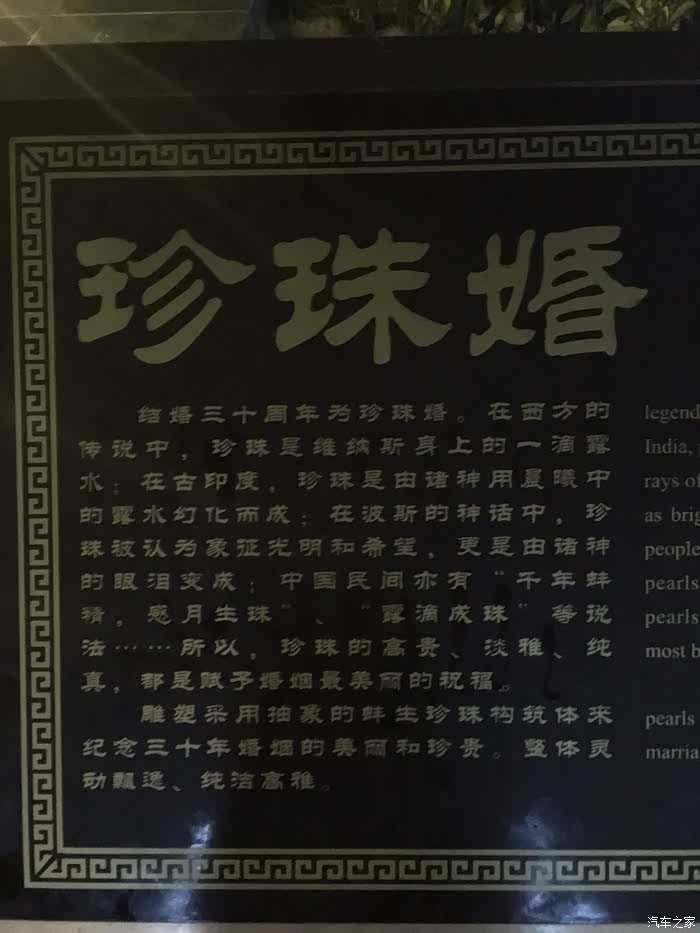 珍珠婚
结婚三十周年为珍珠婚。在西方的
传说中，珍珠是维纳斯身上的一滴露
水；在古印度，珍珠是由诸神用晨曦中
的露水幻化而成；在波斯的神话中，珍
珠被认为象征光明和希望，更是由诸神
的眼泪变成；中国民间亦有“千年蚌
精，感月生珠”、“露滴成珠”等说
法……所以，珍珠的高贵、淡雅、纯
真，都是赋予婚姻最美丽的祝福。
雕塑采用抽象的蚌生珍珠构筑体来
纪念三十年婚姻的美丽和珍贵。整体灵
动飘逸、纯洁高雅。
legend
India,
rays of
as brig
people
pearls
pearls
most b
pearls
marria
汽车之家